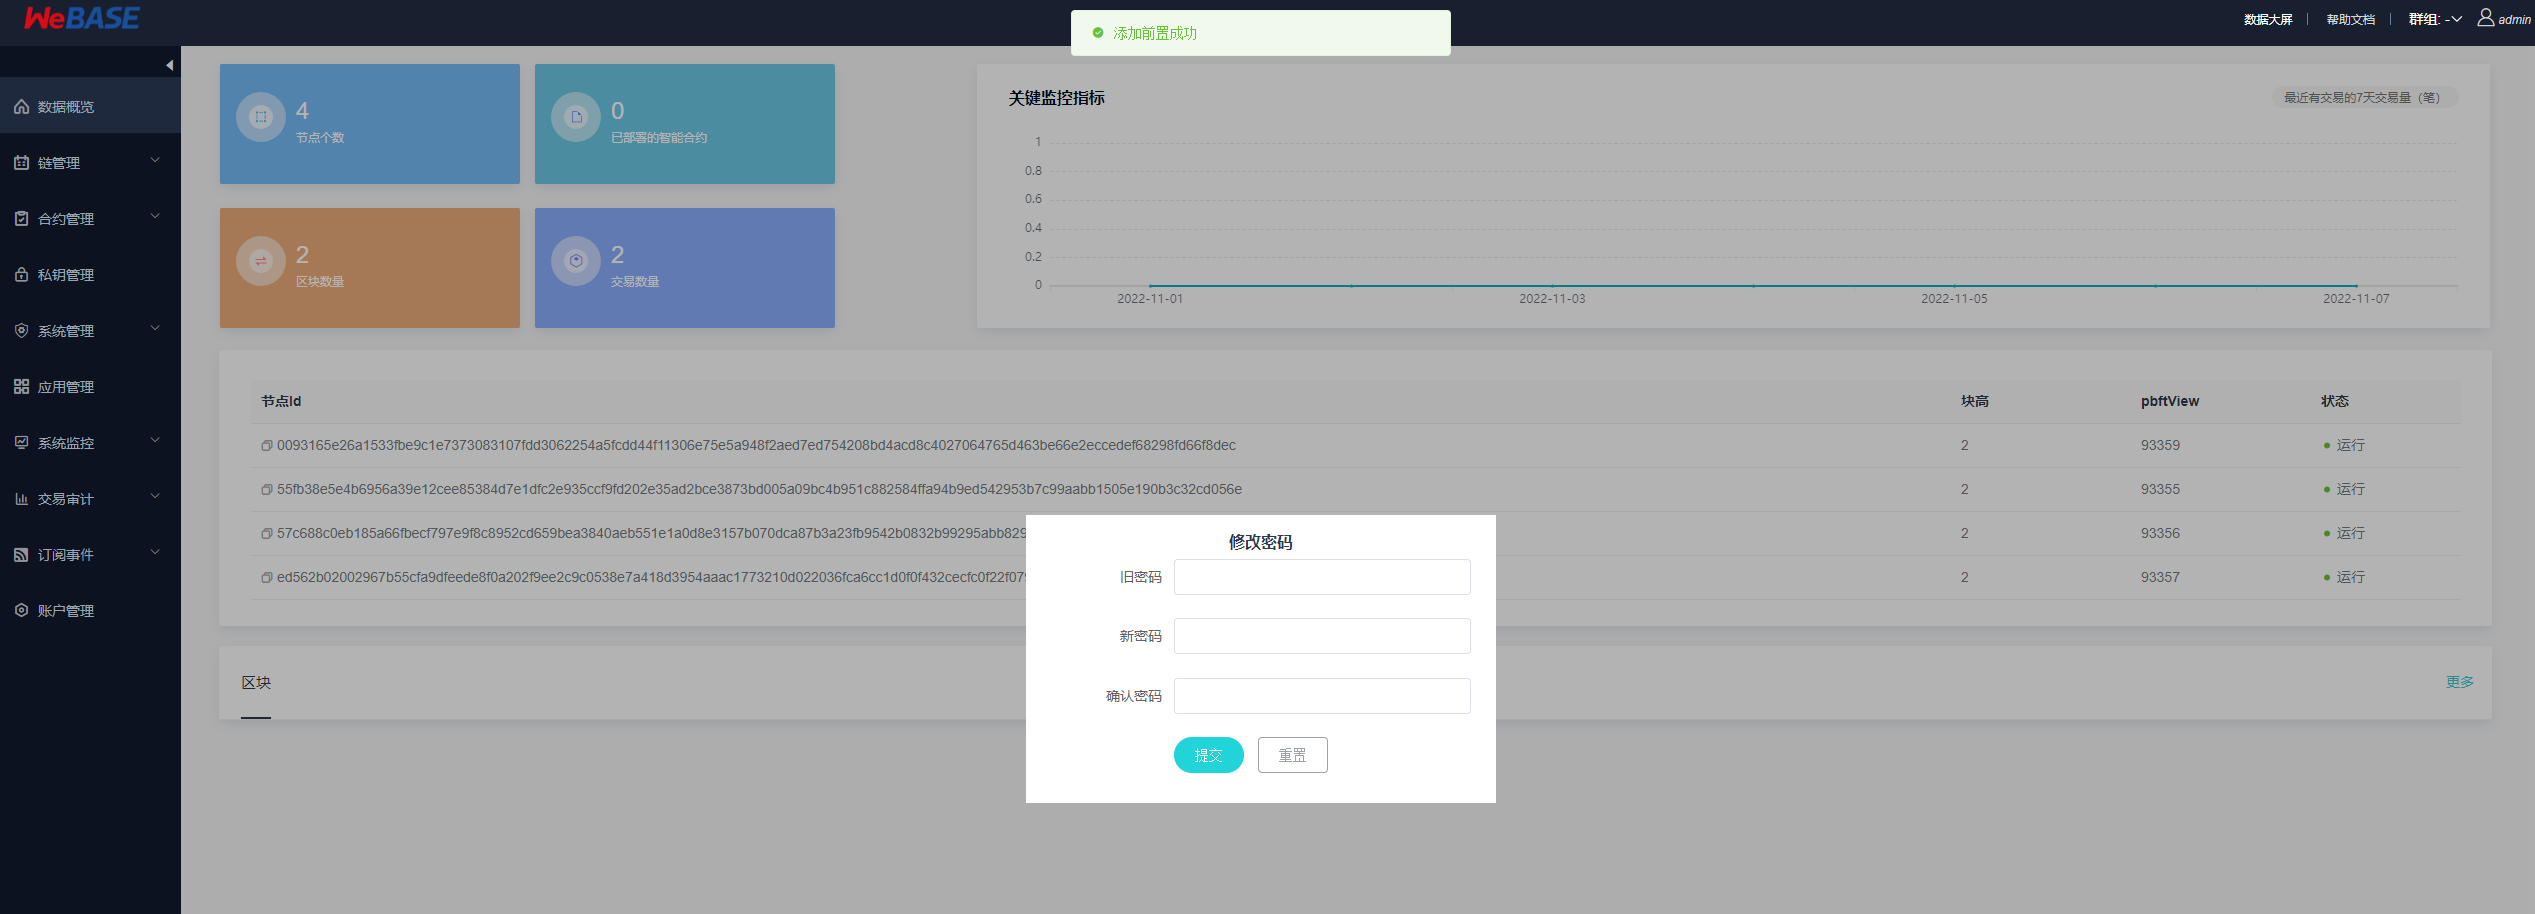 WeBASE
添加前置成功
数据大屏
帮助文档
群组: -
admin
数据概览
链管理
合约管理
私钥管理
系统管理
应用管理
系统监控
交易审计
订阅事件
账户管理
4
节点个数
0
已部署的智能合约
2
区块数量
2
交易数量
关键监控指标
最近有交易的7天交易量（笔）
1
0.8
0.6
0.4
0.2
0
2022-11-01
2022-11-03
2022-11-05
2022-11-07
节点Id 块高 pbftView 状态
0093165e26a1533fbe9c1e7373083107fdd3062254a5fcdd44f11306e75e5a948f2aed7ed754208bd4acd8c4027064765d463be66e2eccedef68298fd66f8dec 2 93359 运行
55fb38e5e4b6956a39e12cee85384d7e1dfc2e935ccf9fd202e35ad2bce3873bd005a09bc4b951c882584ffa94b9ed542953b7c99aabb1505e190b3c32cd056e 2 93355 运行
57c688c0eb185a66fbecf797e9f8c8952cd659bea3840aeb551e1a0d8e3157b070dca87b3a23fb9542b0832b99295abb829 2 93356 运行
ed562b02002967b55cfa9dfeede8f0a202f9ee2c9c0538e7a418d3954aaac1773210d022036fca6cc1d0f0f432cecfc0f22f079 2 93357 运行
修改密码
旧密码
新密码
确认密码
提交
重置
区块
更多